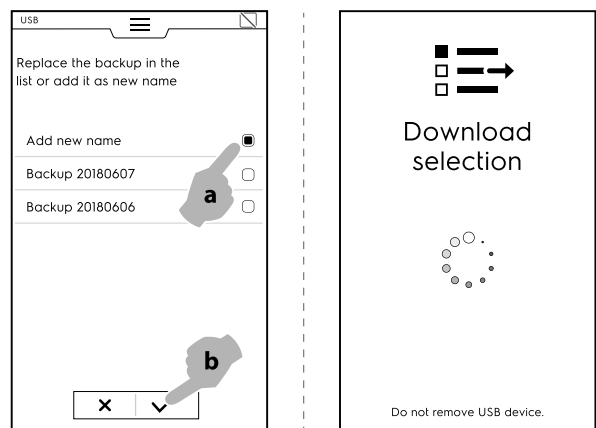 USB
Replace the backup in the
list or add it as new name
Add new name
a
Backup 20180607
Backup 20180606
b
Download
selection
Do not remove USB device.